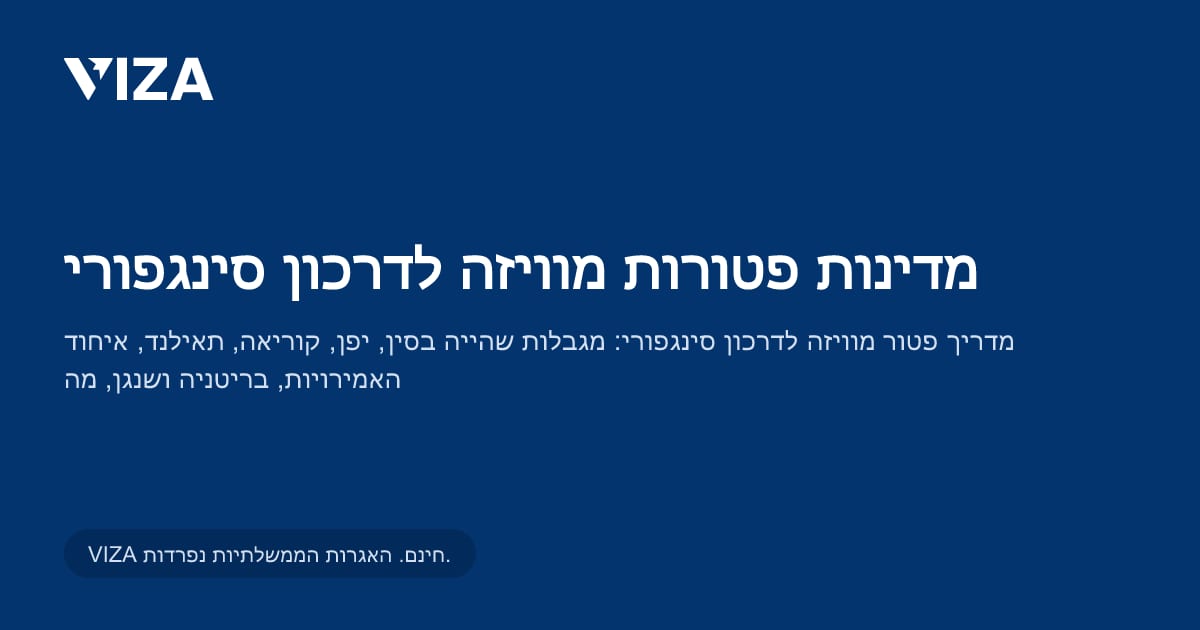 VIZA
מדינות פטורות מוויזה לדרכון סינגפורי
מדריך פטור מוויזה לדרכון סינגפורי: מגבלות שהייה בסין, יפן, קוריאה, תאילנד, איחוד
האמירויות, בריטניה ושנגן, מה
VIZA חינם. האגרות הממשלתיות נפרדות.